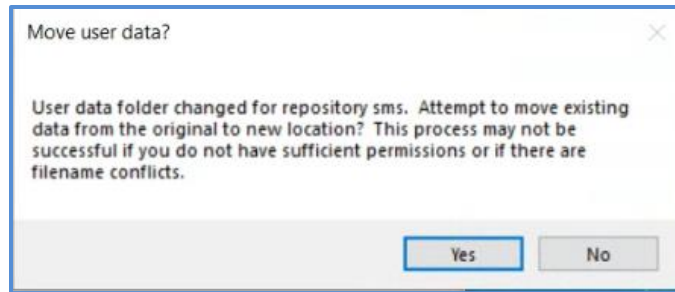 Move user data?
User data folder changed for repository sms. Attempt to move existing
data from the original to new location? This process may not be
successful if you do not have sufficient permissions or if there are
filename conflicts.
Yes
No